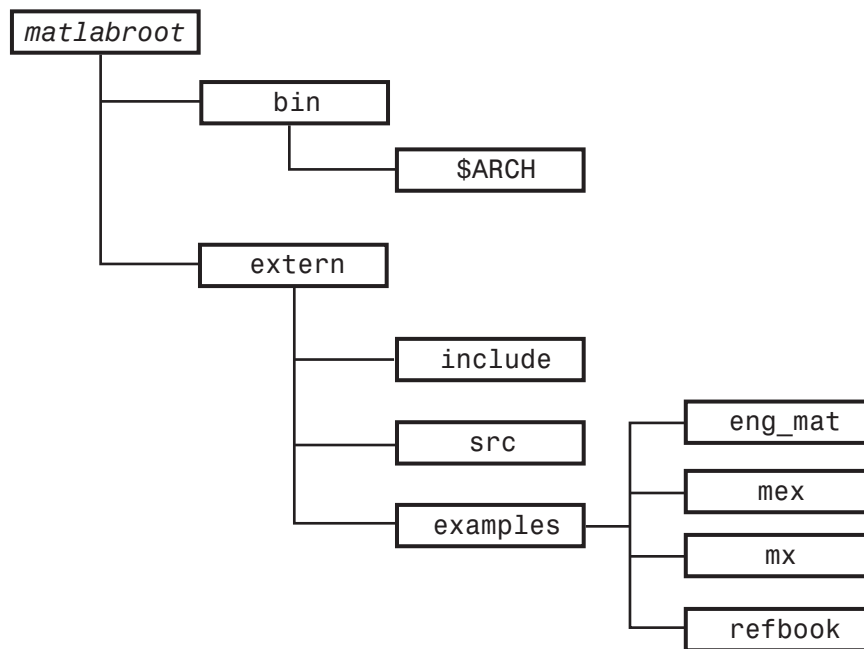 matlabroot
bin
$ARCH
extern
include
src
examples
eng_mat
mex
mx
refbook